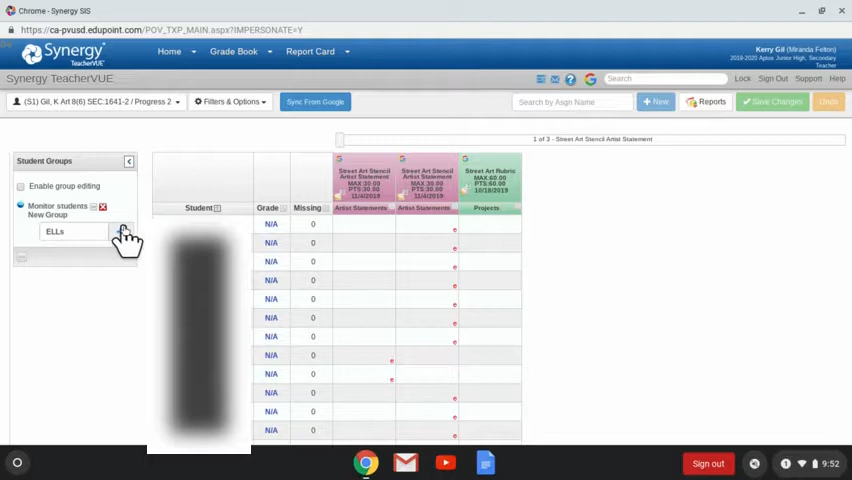 Chrome - Synergy SIS
https://ca-pvusd.edupoint.com/POV_TXP_MAIN.aspx?IMPERSONATE=Y
Synergy
TeacherVUE
Home
Grade Book
Report Card
Kerry Gil (Miranda Felton)
2019-2020 Aptos Junior High, Secondary
Teacher
Synergy TeacherVUE
Search
Lock
Sign Out
Support
Help
(S1) Gil, K Art 8(6) SEC:1641-2 / Progress 2
Filters & Options
Sync From Google
Search by Asgn Name
+ New
Reports
Save Changes
Undo
1 of 3 - Street Art Stencil Artist Statement
Student Groups
Enable group editing
Monitor students
New Group
ELLs
Student
Grade
Missing
Street Art Stencil
Artist Statement
MAX:30.00
PTS:30.00
11/4/2019
Artist Statements
Street Art Stencil
Artist Statement
MAX:30.00
PTS:30.00
11/4/2019
Artist Statements
Street Art Rubric
MAX:60.00
PTS:60.00
10/18/2019
Projects
N/A 0
N/A 0
N/A 0
N/A 0
N/A 0
N/A 0
N/A 0
N/A 0
N/A 0
N/A 0
N/A 0
N/A 0
Sign out
1
9:52